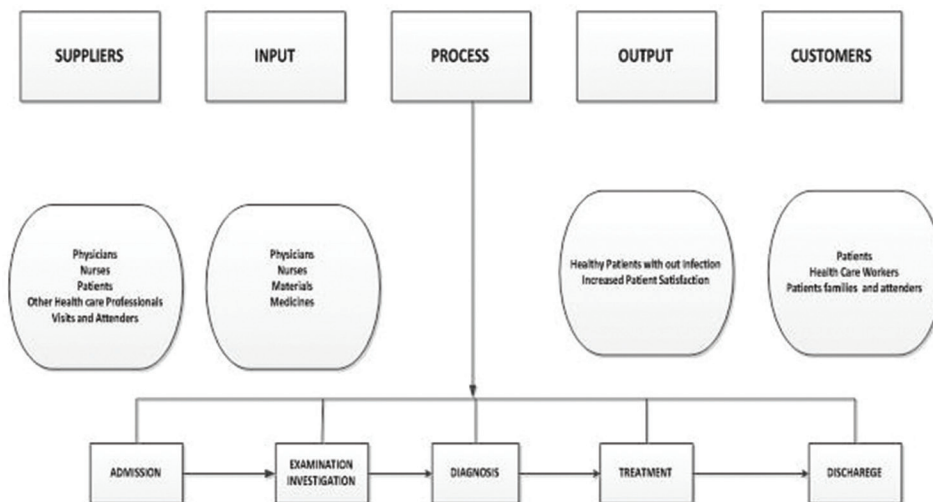 SUPPLIERS
INPUT
PROCESS
OUTPUT
CUSTOMERS
Physicians
Nurses
Patients
Other Health care Professionals
Visits and Attenders
Physicians
Nurses
Materials
Medicines
Healthy Patients with out Infection
Increased Patient Satisfaction
Patients
Health Care Workers
Patients families and attenders
ADMISSION
EXAMINATION
INVESTIGATION
DIAGNOSIS
TREATMENT
DISCHAREGE